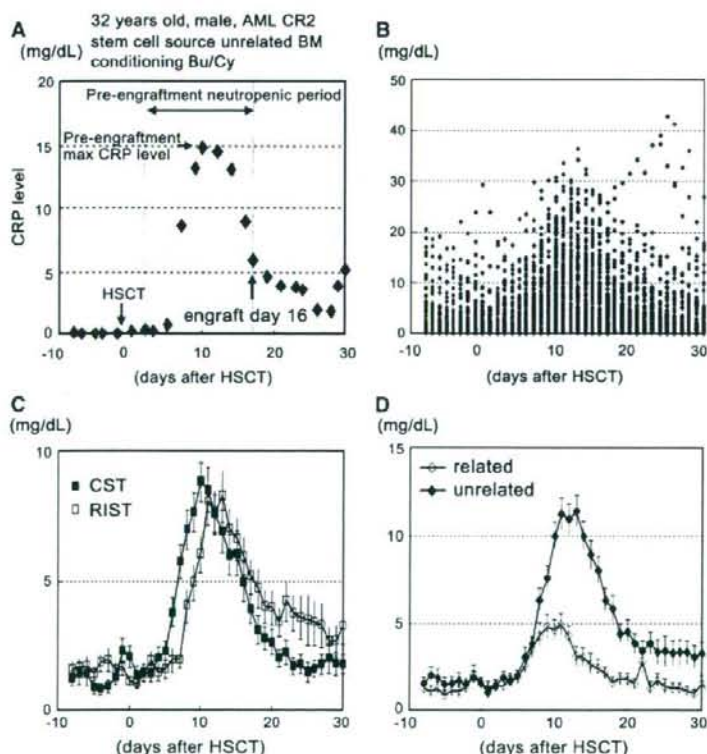 A
32 years old, male, AML CR2
stem cell source unrelated BM
conditioning Bu/Cy
(mg/dL)
20
15
10
5
0
CRP level
Pre-engraftment neutropenic period
Pre-engraftment
max CRP level
HSCT
engraft day 16
-10 0 10 20 30
(days after HSCT)
B
(mg/dL)
50
40
30
20
10
0
-10 0 10 20 30
(days after HSCT)
C
(mg/dL)
10
5
0
CST
RIST
-10 0 10 20 30
(days after HSCT)
D
(mg/dL)
15
10
5
0
related
unrelated
-10 0 10 20 30
(days after HSCT)